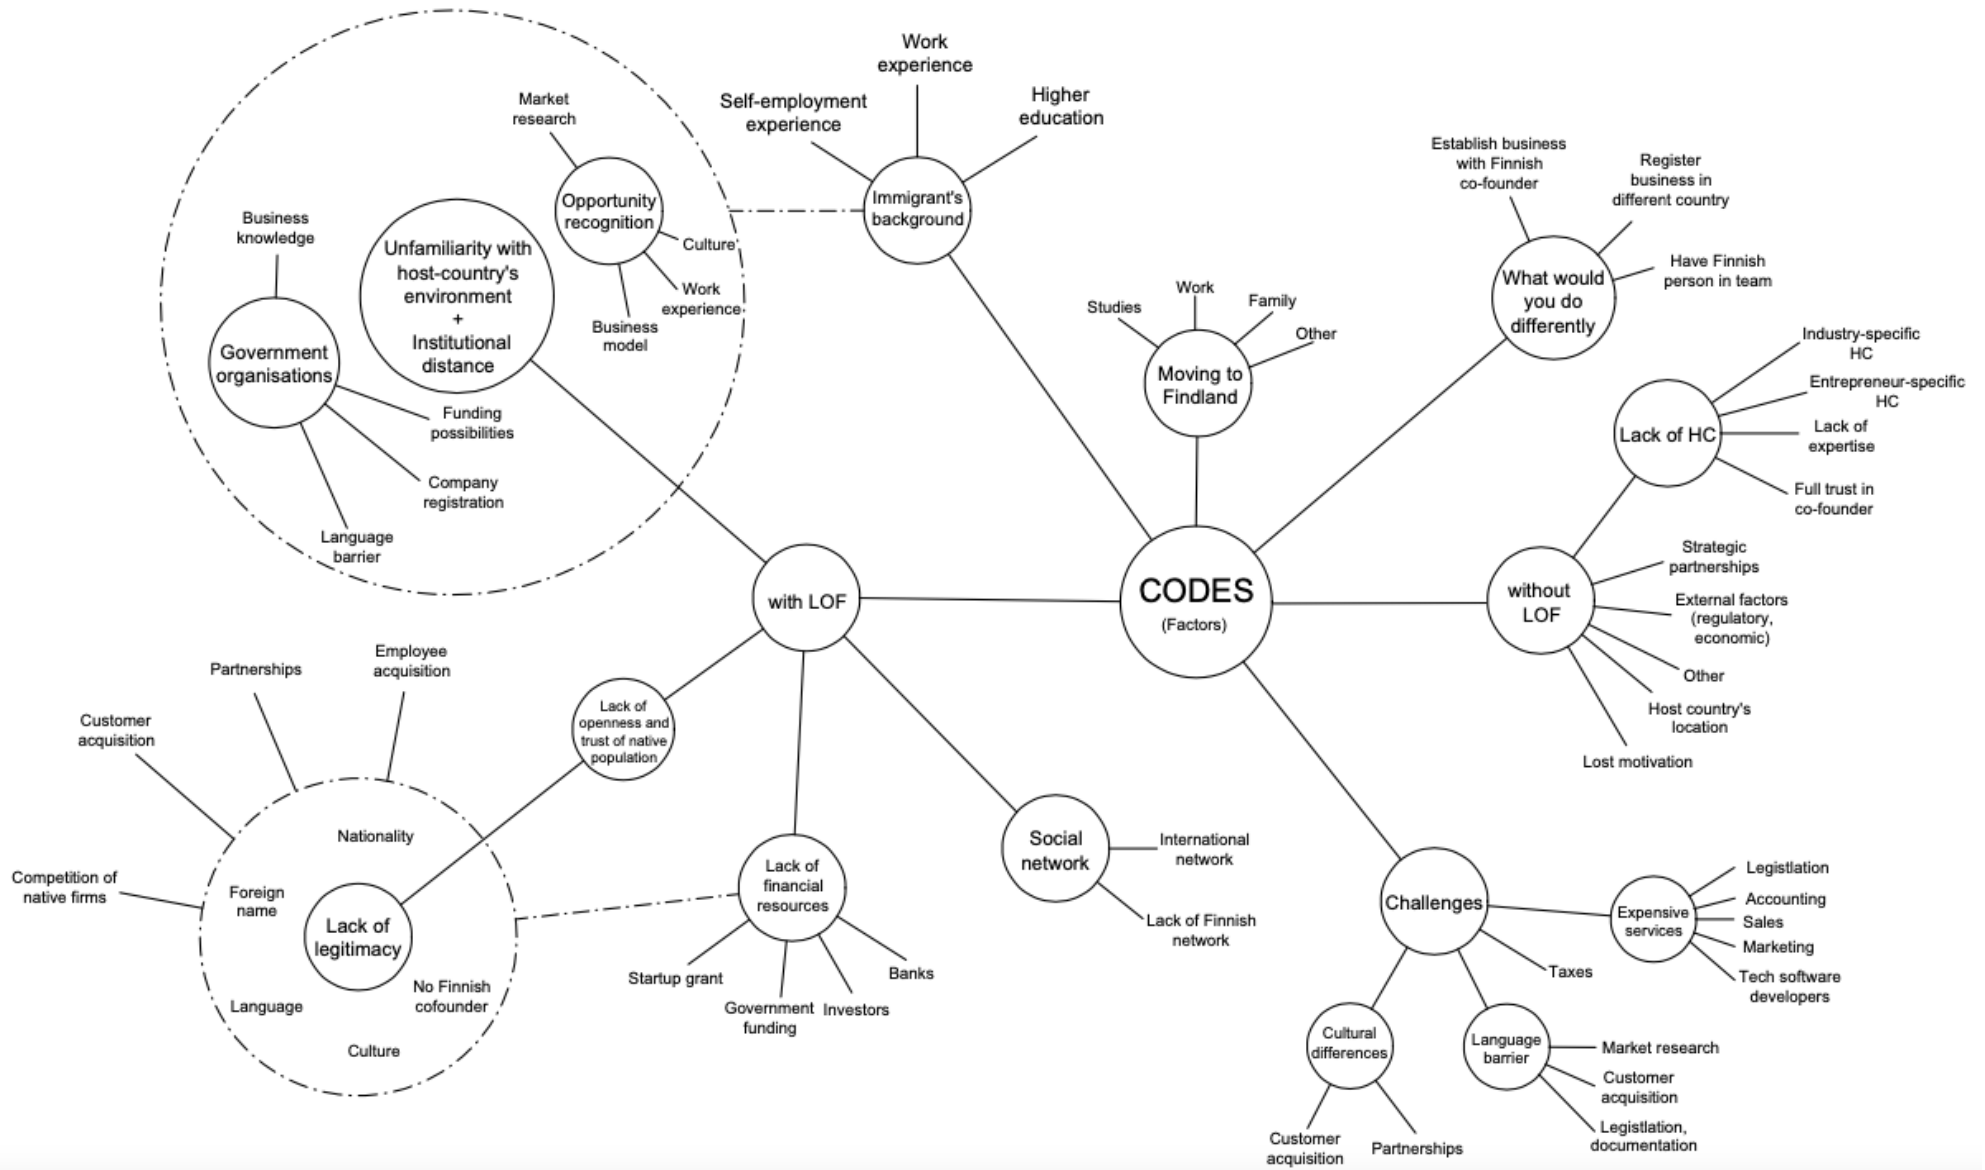 Work
experience
Self-employment
experience
Higher
education
Immigrant's
background
Market
research
Opportunity
recognition
Culture
Work
experience
Business
model
Business
knowledge
Unfamiliarity with
host-country's
environment
+
Institutional
distance
Government
organisations
Funding
possibilities
Company
registration
Language
barrier
Establish business
with Finnish
co-founder
Register
business in
different country
Have Finnish
person in team
What would
you do
differently
Studies
Work
Family
Other
Moving to
Findland
Industry-specific
HC
Entrepreneur-specific
HC
Lack of
expertise
Full trust in
co-founder
Lack of HC
CODES
(Factors)
with LOF
without
LOF
Strategic
partnerships
External factors
(regulatory,
economic)
Other
Host country's
location
Lost motivation
Lack of
openness and
trust of native
population
Partnerships
Employee
acquisition
Customer
acquisition
Competition of
native firms
Nationality
Foreign
name
Lack of
legitimacy
Language
No Finnish
cofounder
Culture
Lack of
financial
resources
Startup grant
Government
funding
Investors
Banks
Social
network
International
network
Lack of Finnish
network
Challenges
Expensive
services
Legistlation
Accounting
Sales
Marketing
Tech software
developers
Taxes
Cultural
differences
Customer
acquisition
Partnerships
Language
barrier
Market research
Customer
acquisition
Legistlation,
documentation